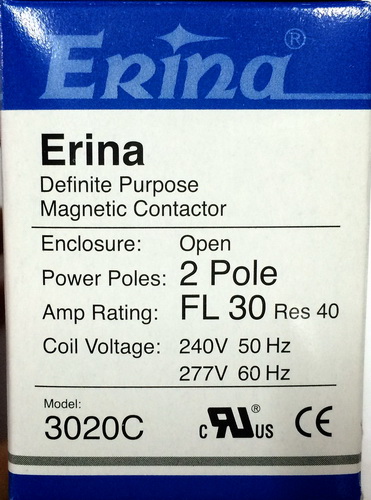 Erina®
Erina
Definite Purpose
Magnetic Contactor
Enclosure: Open
Power Poles: 2 Pole
Amp Rating: FL 30 Res 40
Coil Voltage: 240V 50 Hz
277V 60 Hz
Model:
3020C c RU® US CE